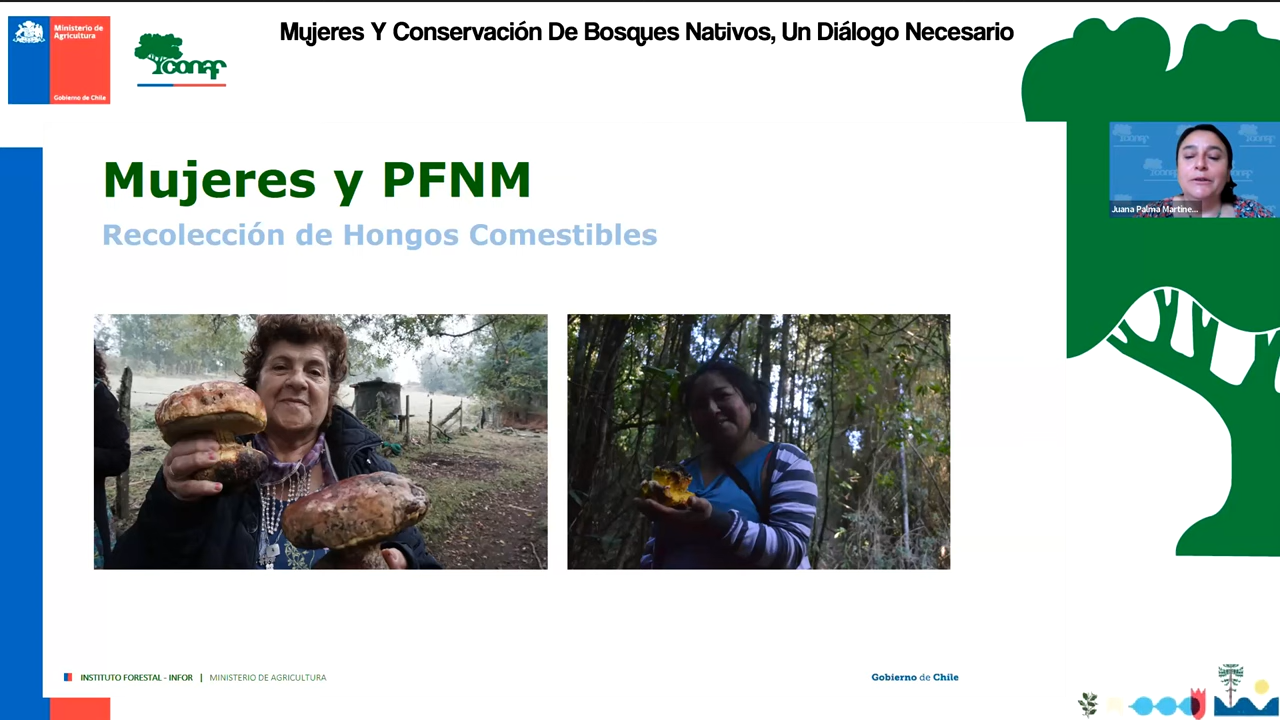 Mujeres Y Conservación De Bosques Nativos, Un Diálogo Necesario
Ministerio de
Agricultura
Gobierno de Chile
conaf
Mujeres y PFNM
Recolección de Hongos Comestibles
Juana Palma Martine...
INSTITUTO FORESTAL - INFOR | MINISTERIO DE AGRICULTURA
Gobierno de Chile